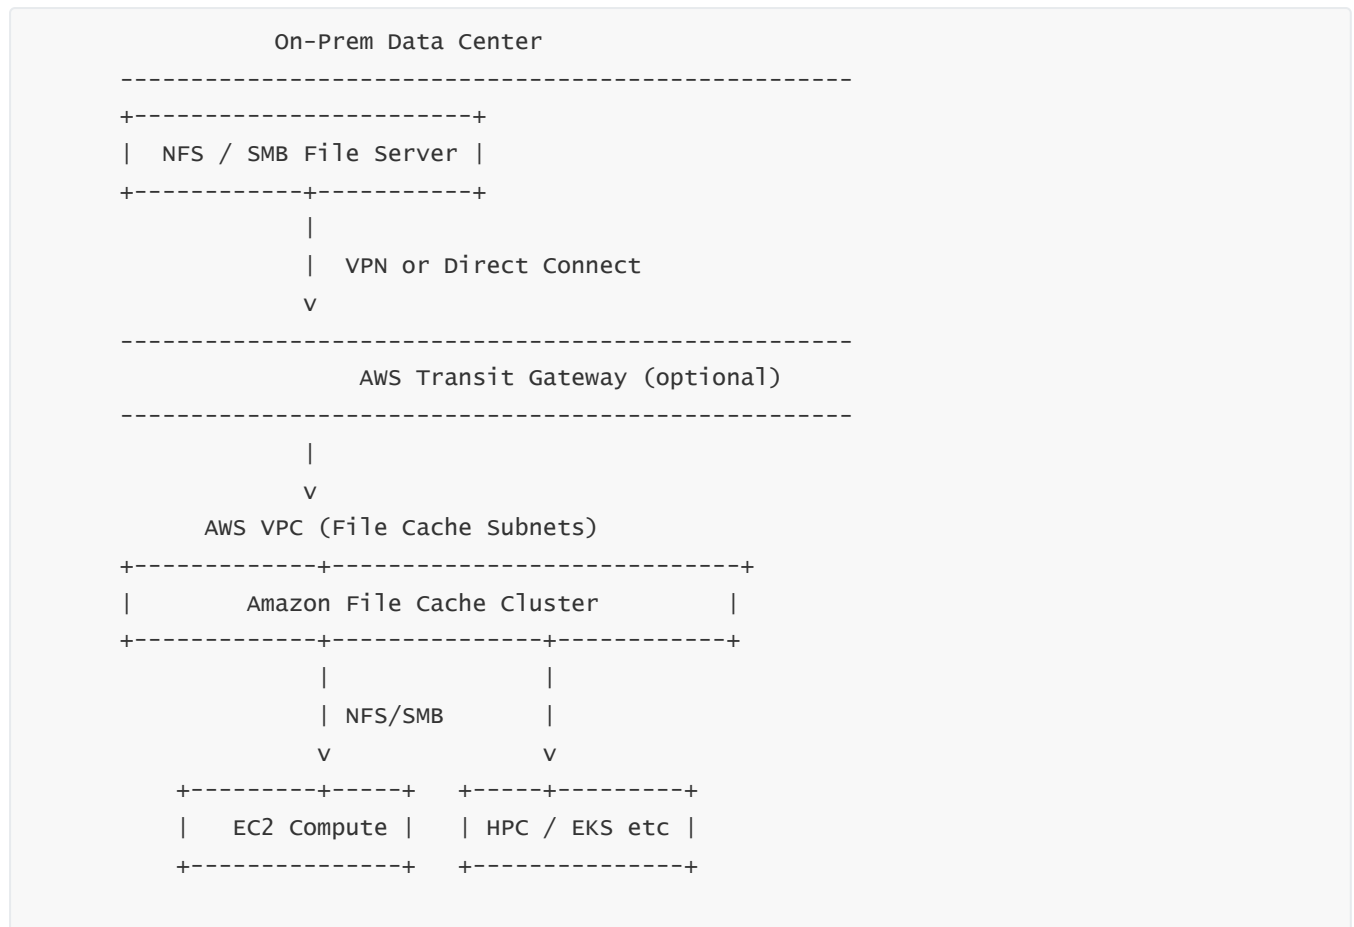 On-Prem Data Center
----------------------------------------------------
+------------------------+
|  NFS / SMB File Server |
+------------+-----------+
|
|  VPN or Direct Connect
v
----------------------------------------------------
AWS Transit Gateway (optional)
----------------------------------------------------
|
v
AWS VPC (File Cache Subnets)
+-------------+-----------------------------+
|        Amazon File Cache Cluster         |
+-------------+---------------+------------+
|               |
| NFS/SMB       |
v               v
+---------+-----+   +-----+---------+
|   EC2 Compute |   | HPC / EKS etc |
+---------------+   +---------------+